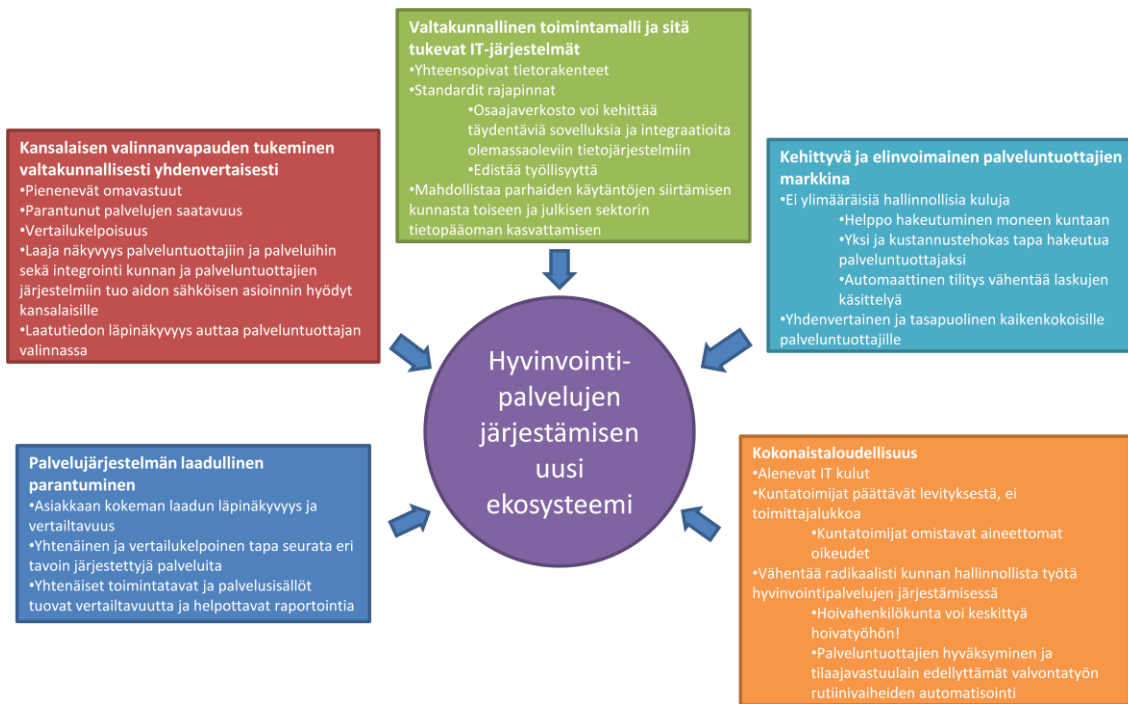 Valtakunnallinen toimintamalli ja sitä
tukevat IT-järjestelmät
•Yhteensopivat tietorakenteet
•Standardit rajapinnat
•Osaajaverkosto voi kehittää
täydentäviä sovelluksia ja integraatioita
olemassaoleviin tietojärjestelmiin
•Edistää työllisyyttä
•Mahdollistaa parhaiden käytäntöjen siirtämisen
kunnasta toiseen ja julkisen sektorin
tietopääoman kasvattamisen
Kansalaisen valinnanvapauden tukeminen
valtakunnallisesti yhdenvertaisesti
•Pienenevät omavastuut
•Parantunut palvelujen saatavuus
•Vertailukelpoisuus
•Laaja näkyvyys palveluntuottajiin ja palveluihin
sekä integrointi kunnan ja palveluntuottajien
järjestelmiin tuo aidon sähköisen asioinnin hyödyt
kansalaisille
•Laatutiedon läpinäkyvyys auttaa palveluntuottajan
valinnassa
Kehittyvä ja elinvoimainen palveluntuottajien
markkina
•Ei ylimääräisiä hallinnollisia kuluja
•Helppo hakeutuminen moneen kuntaan
•Yksi ja kustannustehokas tapa hakeutua
palveluntuottajaksi
•Automaattinen tilitys vähentää laskujen
käsittelyä
•Yhdenvertainen ja tasapuolinen kaikenkokoisille
palveluntuottajille
Hyvinvointi-
palvelujen
järjestämisen
uusi
ekosysteemi
Palvelujärjestelmän laadullinen
parantuminen
•Asiakkaan kokeman laadun läpinäkyvyys ja
vertailtavuus
•Yhtenäinen ja vertailukelpoinen tapa seurata eri
tavoin järjestettyjä palveluita
•Yhtenäiset toimintatavat ja palvelusisällöt
tuovat vertailtavuutta ja helpottavat raportointia
Kokonaistaloudellisuus
•Alenevat IT kulut
•Kuntatoimijat päättävät levityksestä, ei
toimittajalukkoa
•Kuntatoimijat omistavat aineettomat
oikeudet
•Vähentää radikaalisti kunnan hallinnollista työtä
hyvinvointipalvelujen järjestämisessä
•Hoivahenkilökunta voi keskittyä
hoivatyöhön!
•Palveluntuottajien hyväksyminen ja
tilaajavastuulain edellyttämät valvontatyön
rutiinivaiheiden automatisointi